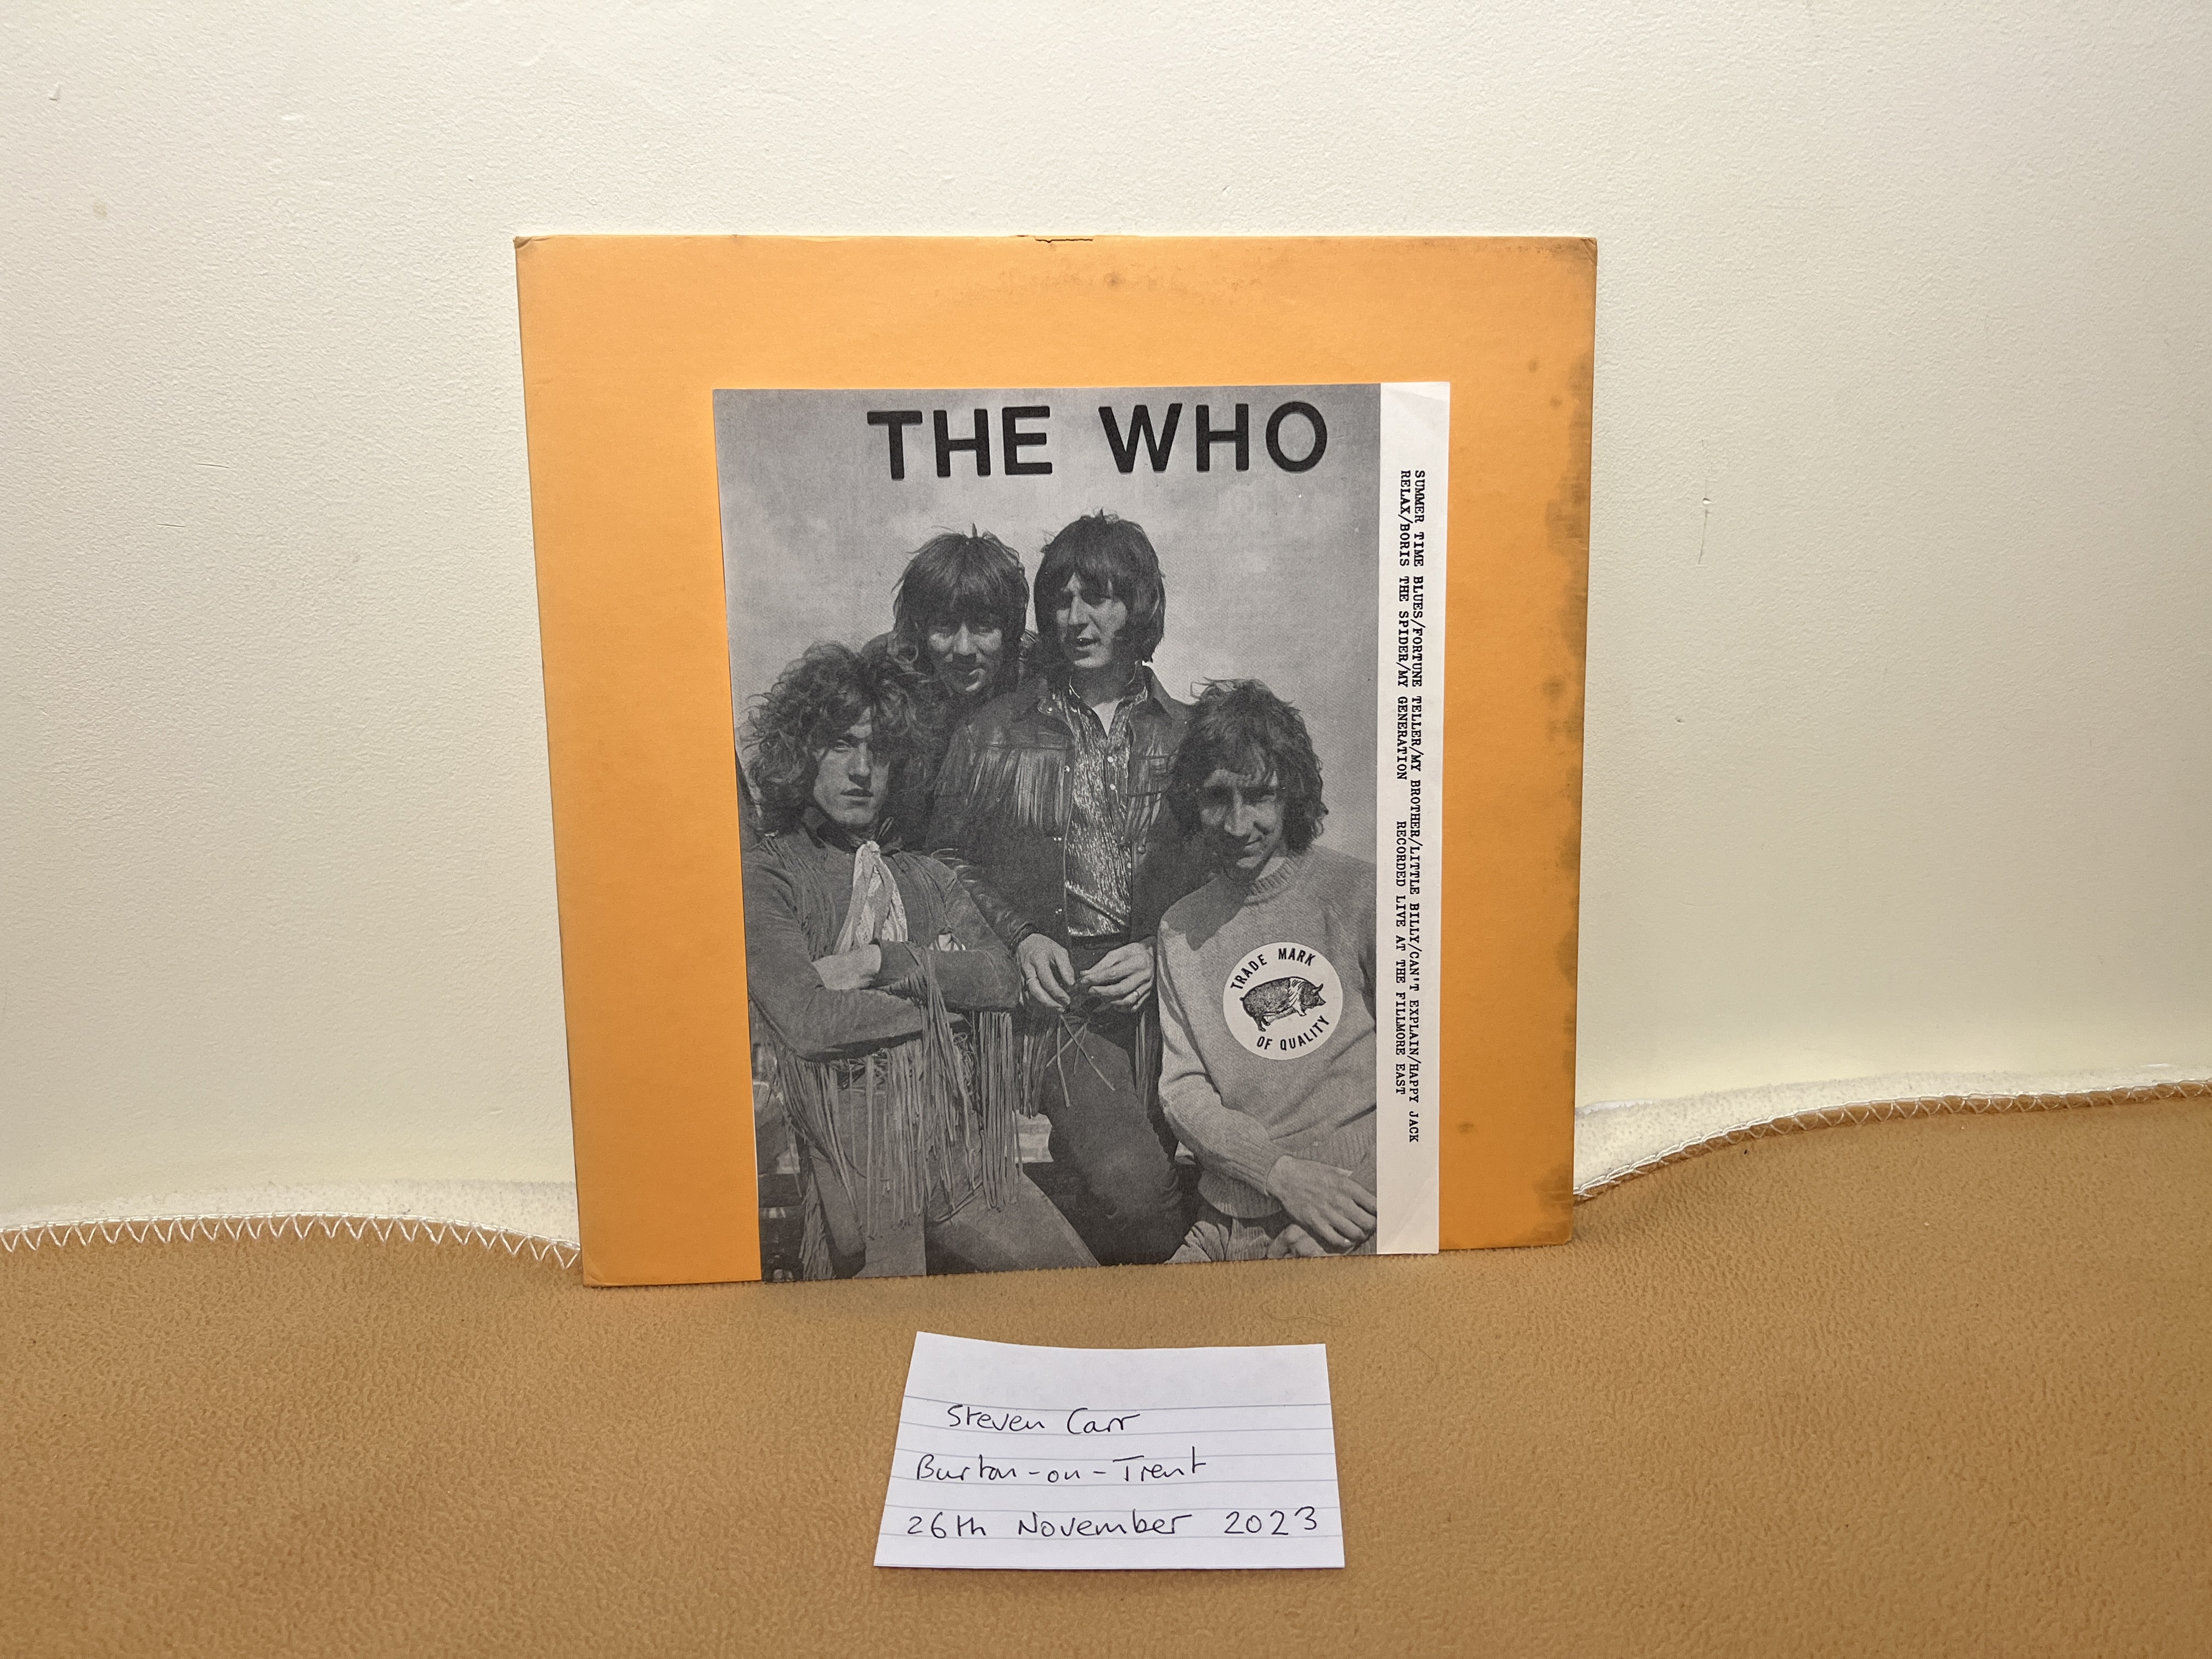 THE WHO
SUMMER TIME BLUES/FORTUNE TELLER/MY BROTHER/LITTLE BILLY/CAN'T EXPLAIN/HAPPY JACK
RELAX/BORIS THE SPIDER/MY GENERATION RECORDED LIVE AT THE FILLMORE EAST
TRADE MARK
OF QUALITY
Steven Carr
Burton-on-Trent
26th November 2023